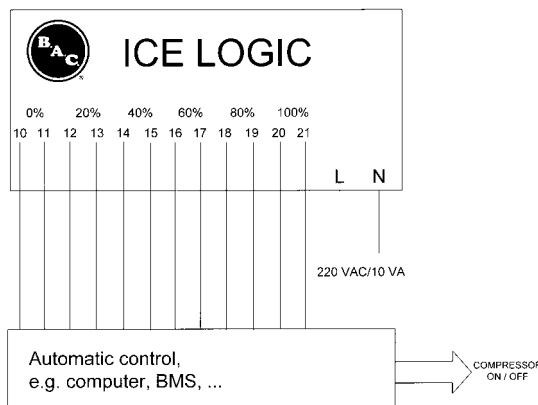 B.A.C. ®
ICE LOGIC
0% 20% 40% 60% 80% 100%
10 11 12 13 14 15 16 17 18 19 20 21
L N
220 VAC/10 VA
Automatic control,
e.g. computer, BMS, ...
COMPRESSOR
ON / OFF